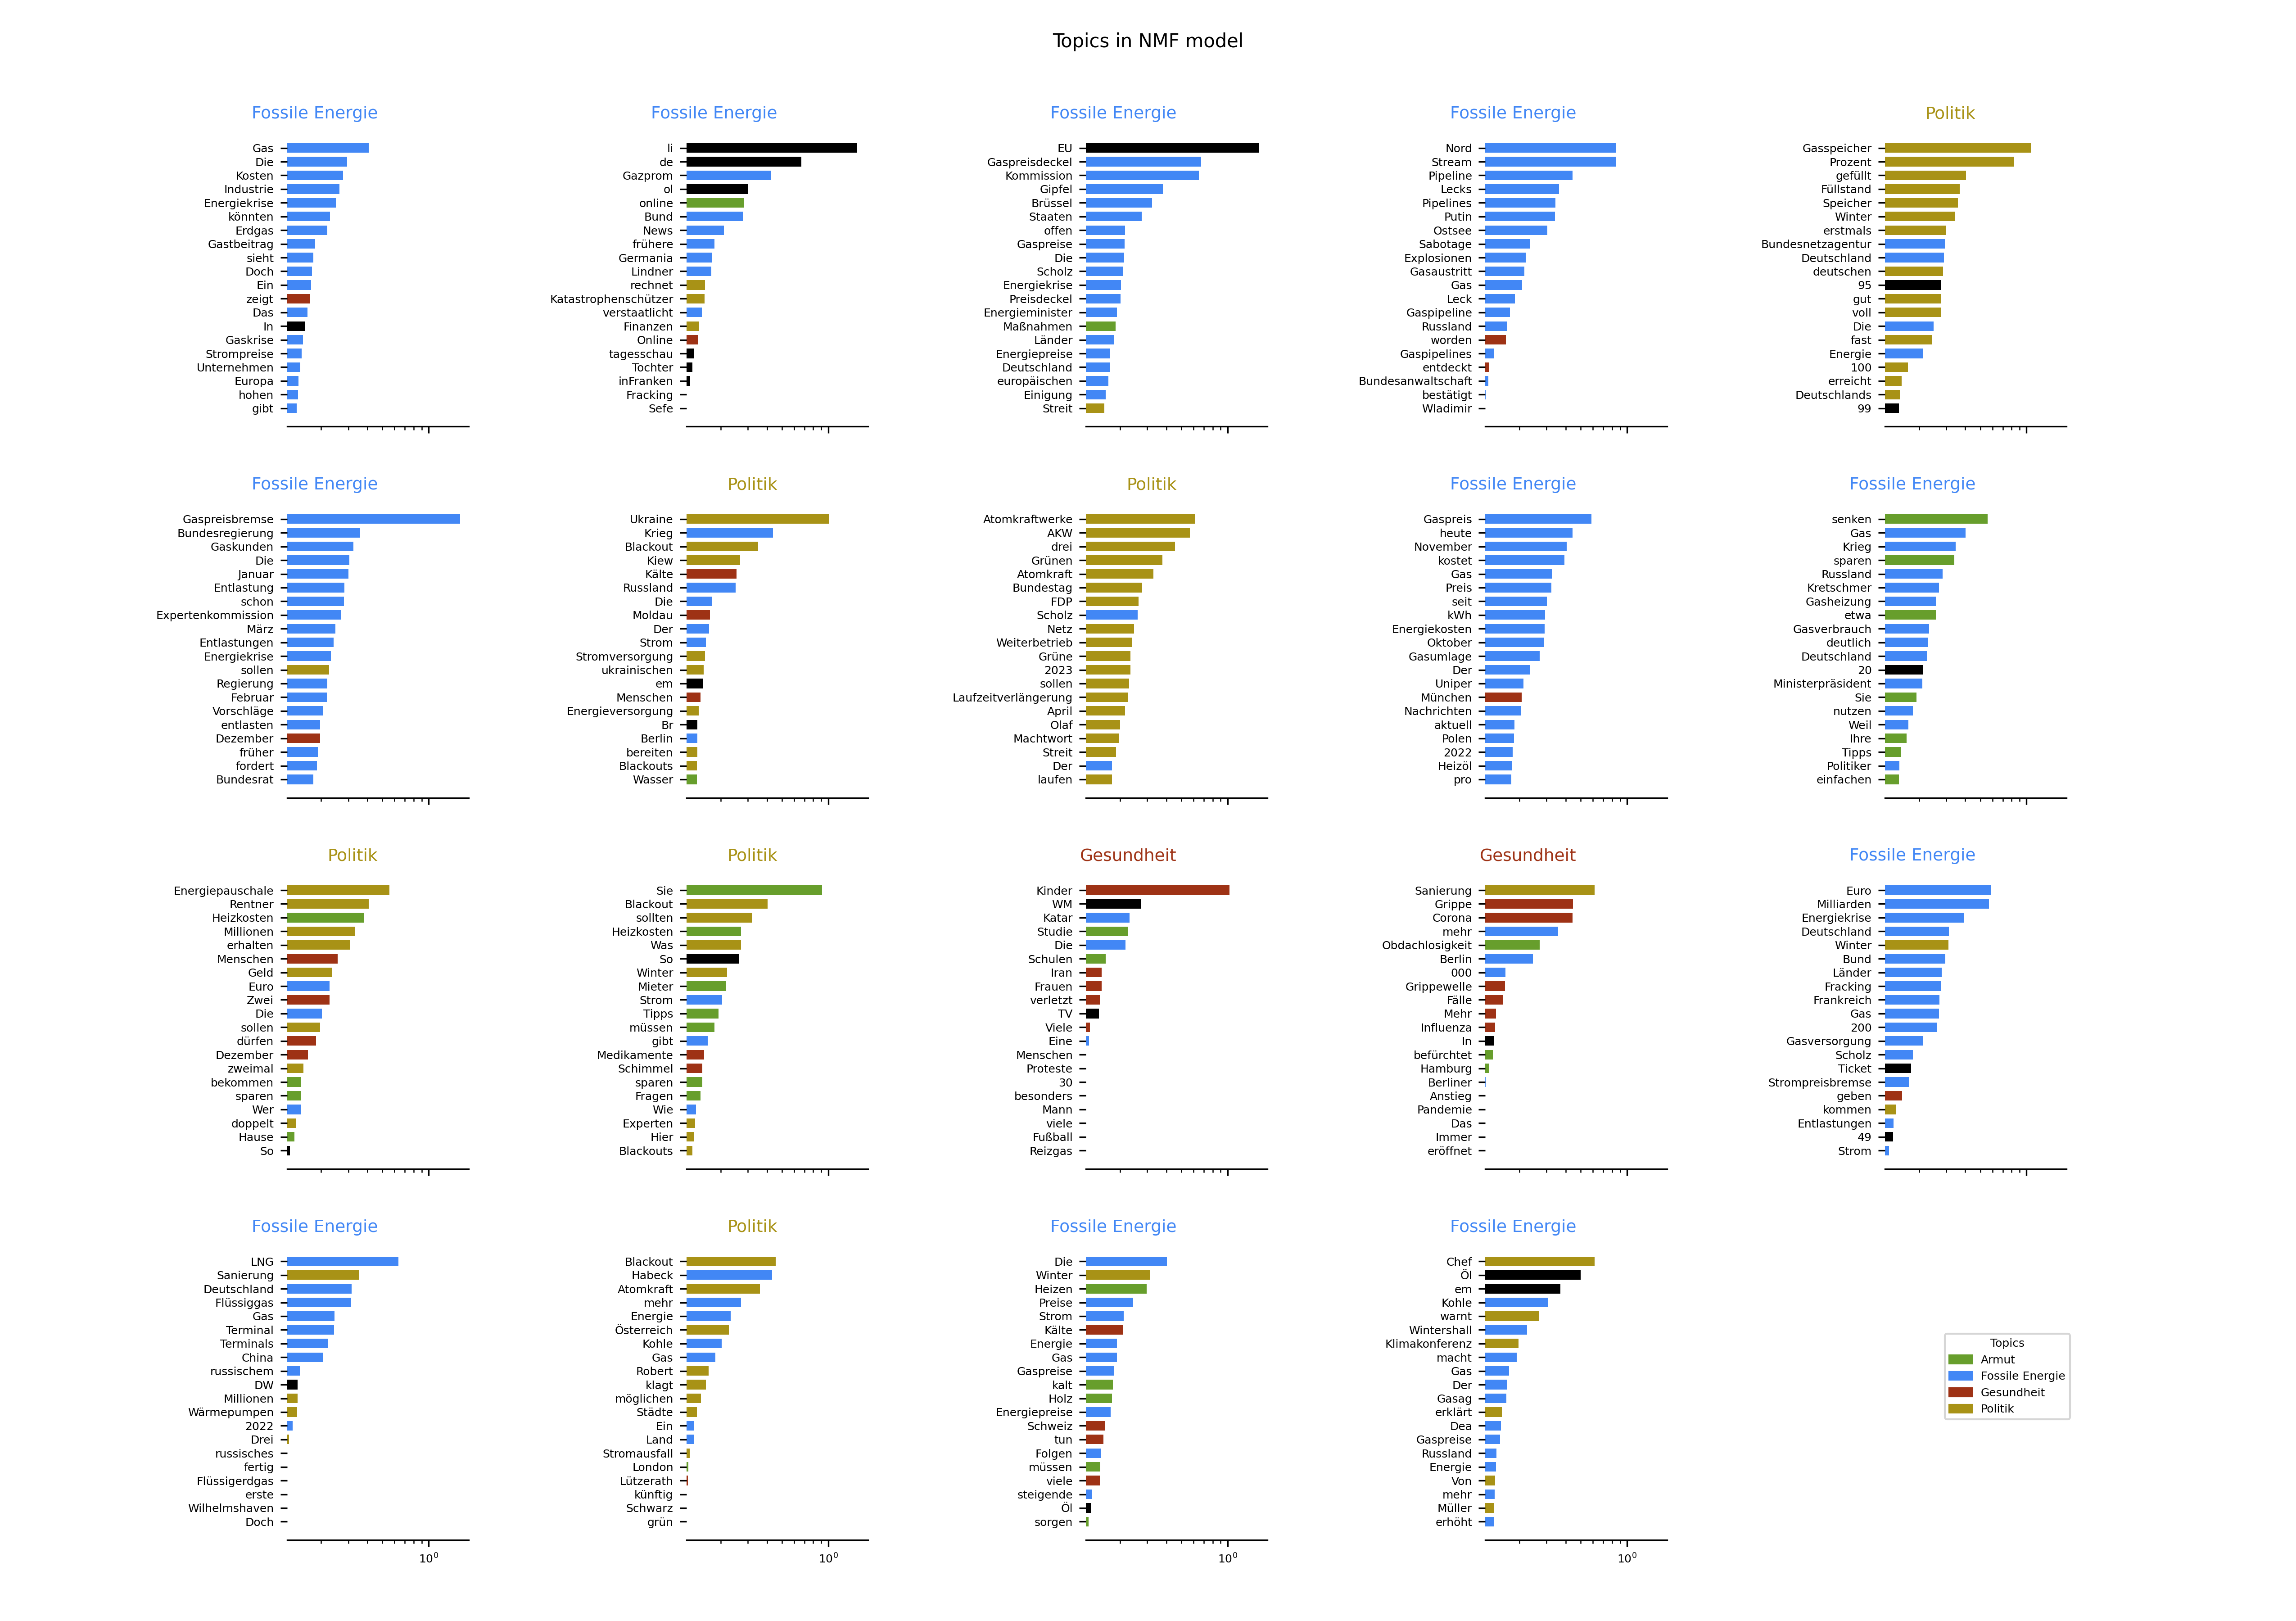 Topics in NMF model
Fossile Energie
Gas
Die
Kosten
Industrie
Energiekrise
könnten
Erdgas
Gastbeitrag
sieht
Doch
Ein
zeigt
Das
In
Gaskrise
Strompreise
Unternehmen
Europa
hohen
gibt
Fossile Energie
li
de
Gazprom
ol
online
Bund
News
frühere
Germania
Lindner
rechnet
Katastrophenschützer
verstaatlicht
Finanzen
Online
tagesschau
Tochter
inFranken
Fracking
Sefe
Fossile Energie
EU
Gaspreisdeckel
Kommission
Gipfel
Brüssel
Staaten
offen
Gaspreise
Die
Scholz
Energiekrise
Preisdeckel
Energieminister
Maßnahmen
Länder
Energiepreise
Deutschland
europäischen
Einigung
Streit
Fossile Energie
Nord
Stream
Pipeline
Lecks
Pipelines
Putin
Ostsee
Sabotage
Explosionen
Gasaustritt
Gas
Leck
Gaspipeline
Russland
worden
Gaspipelines
entdeckt
Bundesanwaltschaft
bestätigt
Wladimir
Politik
Gasspeicher
Prozent
gefüllt
Füllstand
Speicher
Winter
erstmals
Bundesnetzagentur
Deutschland
deutschen
95
gut
voll
Die
fast
Energie
100
erreicht
Deutschlands
99
Fossile Energie
Gaspreisbremse
Bundesregierung
Gaskunden
Die
Januar
Entlastung
schon
Expertenkommission
März
Entlastungen
Energiekrise
sollen
Regierung
Februar
Vorschläge
entlasten
Dezember
früher
fordert
Bundesrat
Politik
Ukraine
Krieg
Blackout
Kiew
Kälte
Russland
Die
Moldau
Der
Strom
Stromversorgung
ukrainischen
em
Menschen
Energieversorgung
Br
Berlin
bereiten
Blackouts
Wasser
Politik
Atomkraftwerke
AKW
drei
Grünen
Atomkraft
Bundestag
FDP
Scholz
Netz
Weiterbetrieb
Grüne
2023
sollen
Laufzeitverlängerung
April
Olaf
Machtwort
Streit
Der
laufen
Fossile Energie
Gaspreis
heute
November
kostet
Gas
Preis
seit
kWh
Energiekosten
Oktober
Gasumlage
Der
Uniper
München
Nachrichten
aktuell
Polen
2022
Heizöl
pro
Fossile Energie
senken
Gas
Krieg
sparen
Russland
Kretschmer
Gasheizung
etwa
Gasverbrauch
deutlich
Deutschland
20
Ministerpräsident
Sie
nutzen
Weil
Ihre
Tipps
Politiker
einfachen
Politik
Energiepauschale
Rentner
Heizkosten
Millionen
erhalten
Menschen
Geld
Euro
Zwei
Die
sollen
dürfen
Dezember
zweimal
bekommen
sparen
Wer
doppelt
Hause
So
Politik
Sie
Blackout
sollten
Heizkosten
Was
So
Winter
Mieter
Strom
Tipps
müssen
gibt
Medikamente
Schimmel
sparen
Fragen
Wie
Experten
Hier
Blackouts
Gesundheit
Kinder
WM
Katar
Studie
Die
Schulen
Iran
Frauen
verletzt
TV
Viele
Eine
Menschen
Proteste
30
besonders
Mann
viele
Fußball
Reizgas
Gesundheit
Sanierung
Grippe
Corona
mehr
Obdachlosigkeit
Berlin
000
Grippewelle
Fälle
Mehr
Influenza
In
befürchtet
Hamburg
Berliner
Anstieg
Pandemie
Das
Immer
eröffnet
Fossile Energie
Euro
Milliarden
Energiekrise
Deutschland
Winter
Bund
Länder
Fracking
Frankreich
Gas
200
Gasversorgung
Scholz
Ticket
Strompreisbremse
geben
kommen
Entlastungen
49
Strom
Fossile Energie
LNG
Sanierung
Deutschland
Flüssiggas
Gas
Terminal
Terminals
China
russischem
DW
Millionen
Wärmepumpen
2022
Drei
russisches
fertig
Flüssigerdgas
erste
Wilhelmshaven
Doch
10⁰
Politik
Blackout
Habeck
Atomkraft
mehr
Energie
Österreich
Kohle
Gas
Robert
klagt
möglichen
Städte
Ein
Land
Stromausfall
London
Lützerath
künftig
Schwarz
grün
10⁰
Fossile Energie
Die
Winter
Heizen
Preise
Strom
Kälte
Energie
Gas
Gaspreise
kalt
Holz
Energiepreise
Schweiz
tun
Folgen
müssen
viele
steigende
Öl
sorgen
10⁰
Fossile Energie
Chef
Öl
em
Kohle
warnt
Wintershall
Klimakonferenz
macht
Gas
Der
Gasag
erklärt
Dea
Gaspreise
Russland
Energie
Von
mehr
Müller
erhöht
10⁰
Topics
Armut
Fossile Energie
Gesundheit
Politik